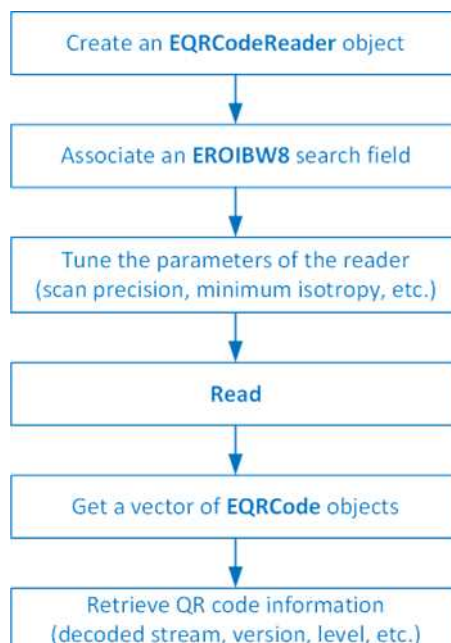 Create an EQRCodeReader object
Associate an EROIBW8 search field
Tune the parameters of the reader
(scan precision, minimum isotropy, etc.)
Read
Get a vector of EQRCode objects
Retrieve QR code information
(decoded stream, version, level, etc.)